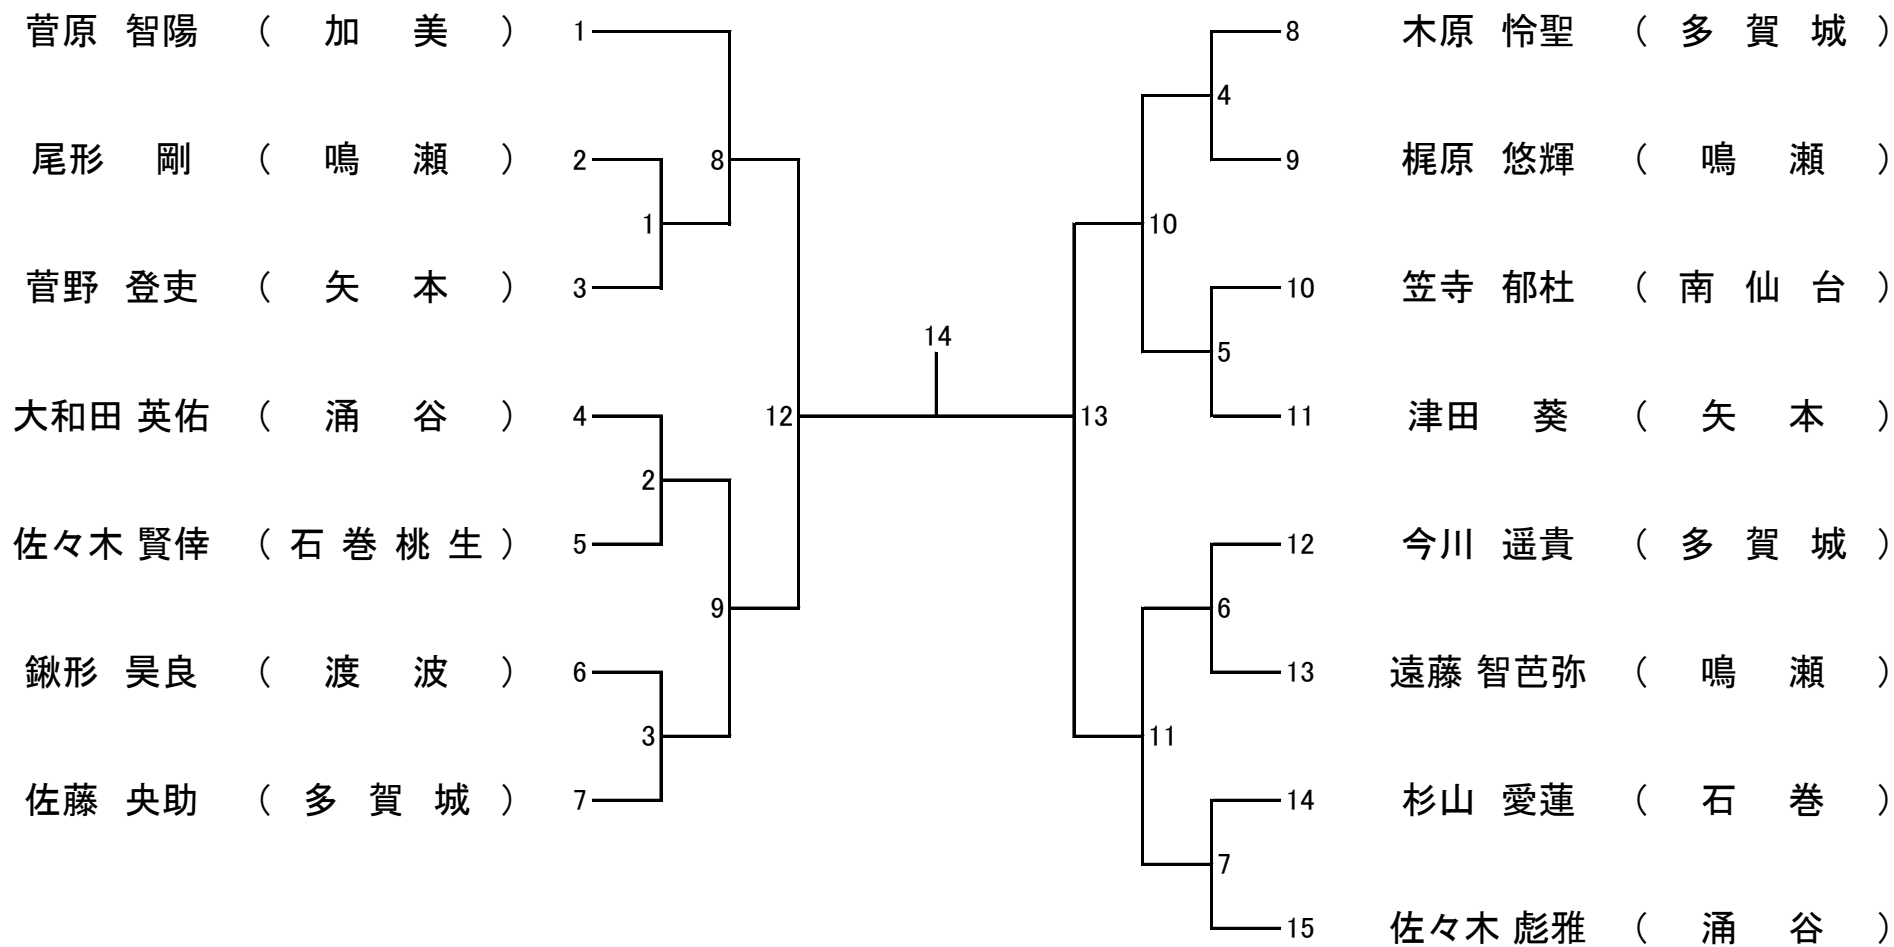 菅原 智陽 （ 加 美 ） 1
尾形 剛 （ 鳴 瀬 ） 2
菅野 登吏 （ 矢 本 ） 3
大和田 英佑 （ 涌 谷 ） 4
佐々木 賢倖 （ 石 巻 桃 生 ） 5
鍬形 昊良 （ 渡 波 ） 6
佐藤 央助 （ 多 賀 城 ） 7
8
1
2
9
3
12
14
13
10
4
5
11
6
7
8 木原 怜聖 （ 多 賀 城 ）
9 梶原 悠輝 （ 鳴 瀬 ）
10 笠寺 郁杜 （ 南 仙 台 ）
11 津田 葵 （ 矢 本 ）
12 今川 遥貴 （ 多 賀 城 ）
13 遠藤 智芭弥 （ 鳴 瀬 ）
14 杉山 愛蓮 （ 石 巻 ）
15 佐々木 彪雅 （ 涌 谷 ）